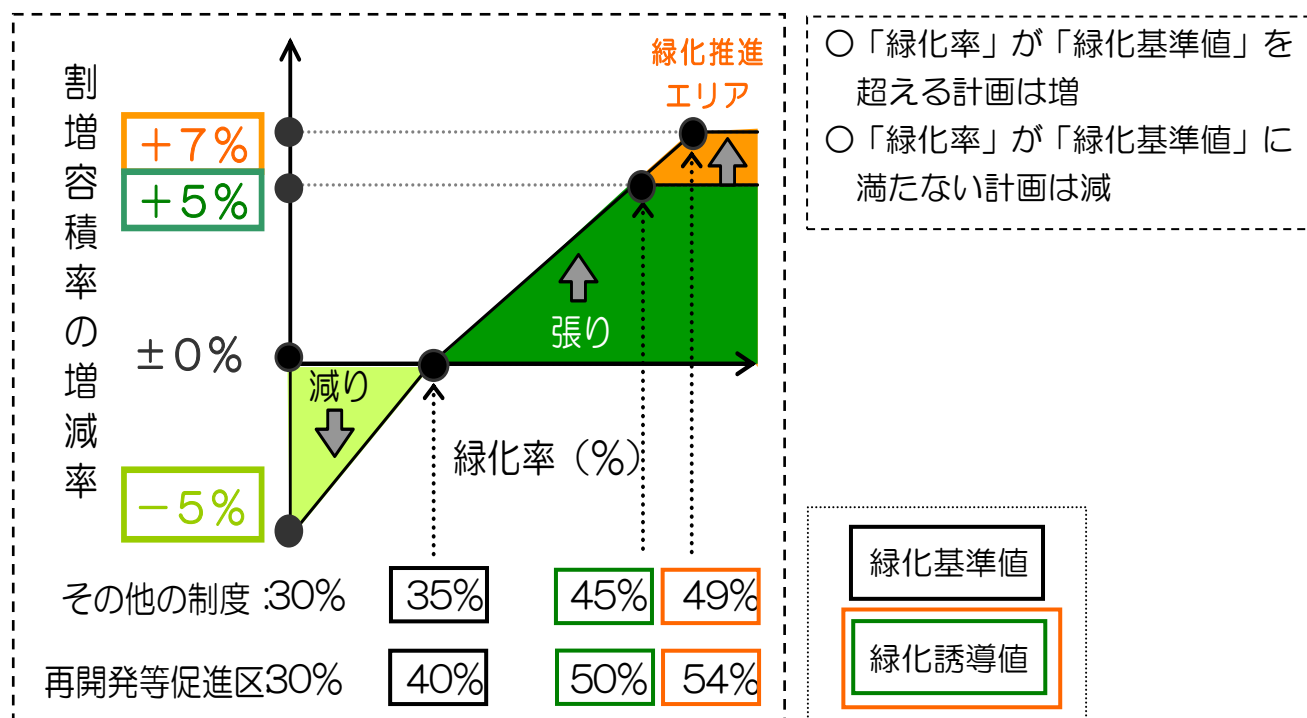 割増容積率の増減率
+7%
+5%
±0%
-5%
緑化推進
エリア
張り
減り
緑化率(%)
その他の制度:30% 35% 45% 49%
再開発等促進区:30% 40% 50% 54%
○「緑化率」が「緑化基準値」を
超える計画は増
○「緑化率」が「緑化基準値」に
満たない計画は減
緑化基準値
緑化誘導値